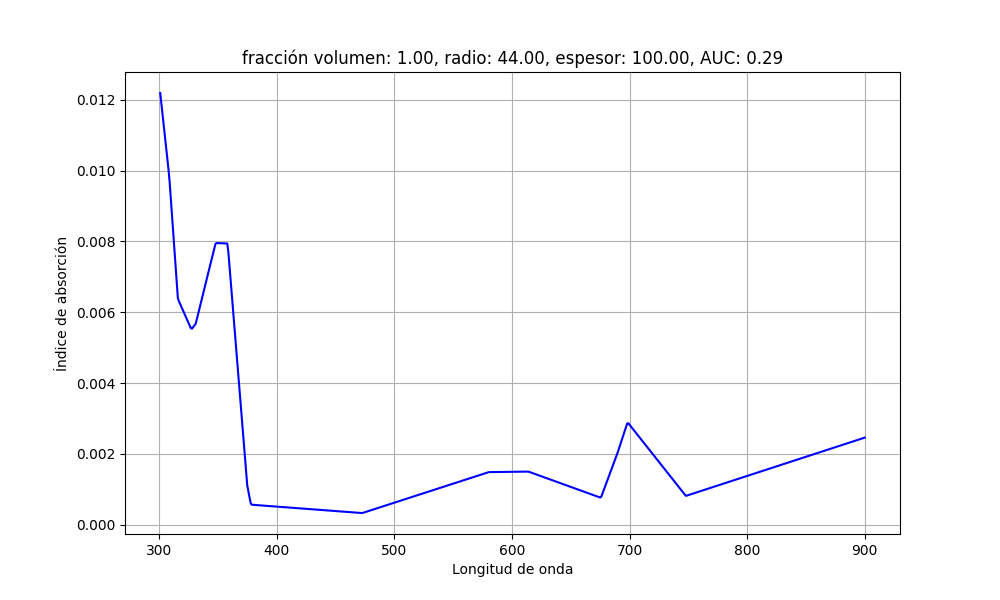 fracción volumen: 1.00, radio: 44.00, espesor: 100.00, AUC: 0.29
0.012
0.010
0.008
0.006
0.004
0.002
0.000
Índice de absorción
300 400 500 600 700 800 900
Longitud de onda